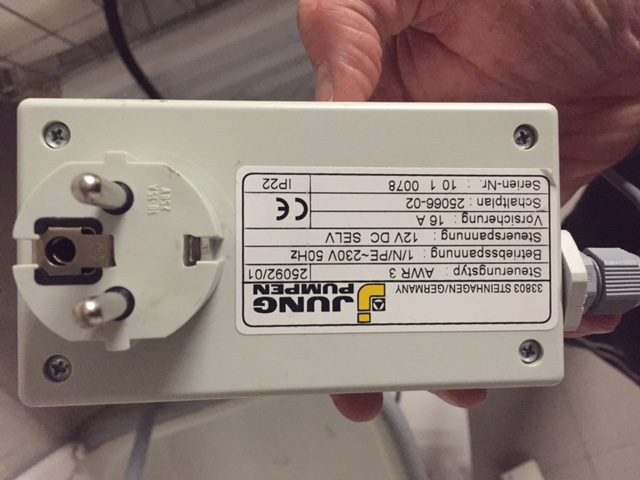 JUNG
PUMPEN
33803 STEINHAGEN/GERMANY
Steuerungstyp : AWR 3 25092/01
Betriebsspannung : 1/N/PE~230V 50Hz
Steuerspannung : 12V DC SELV
Vorsicherung : 16 A
Schaltplan : 25066-02 CE
Serien-Nr. : 10 1 0078 IP22